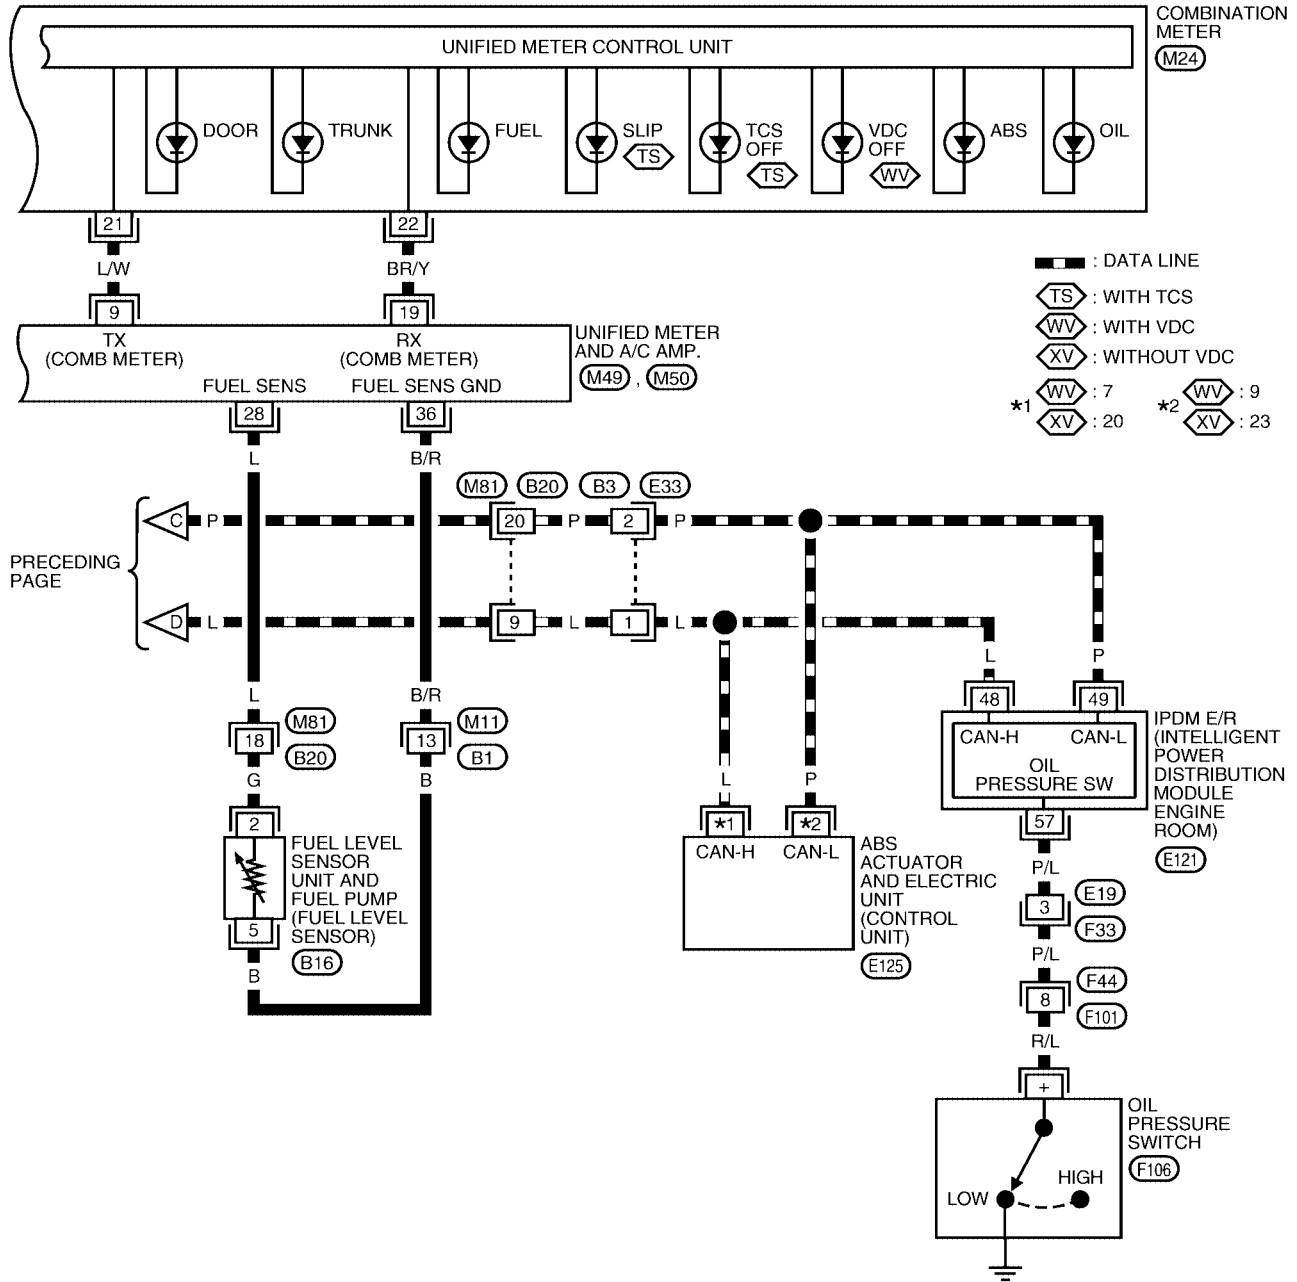 COMBINATION
METER
M24
UNIFIED METER CONTROL UNIT
DOOR
TRUNK
FUEL
SLIP
TS
TCS
OFF
TS
VDC
OFF
WV
ABS
OIL
21
22
L/W
BR/Y
9
19
TX
(COMB METER)
RX
(COMB METER)
FUEL SENS
FUEL SENS GND
UNIFIED METER
AND A/C AMP.
M49 , M50
28
36
L
B/R
: DATA LINE
TS : WITH TCS
WV : WITH VDC
XV : WITHOUT VDC
*1
WV : 7
XV : 20
*2
WV : 9
XV : 23
M81 B20 B3 E33
PRECEDING
PAGE
C P 20 P 2 P
D L 9 L 1 L
L
P
L
B/R
18
M81
B20
13
M11
B1
G
B
2
FUEL LEVEL
SENSOR
UNIT AND
FUEL PUMP
(FUEL LEVEL
SENSOR)
B16
5
B
L
P
*1
*2
CAN-H
CAN-L
ABS
ACTUATOR
AND ELECTRIC
UNIT
(CONTROL
UNIT)
E125
48
49
CAN-H
CAN-L
OIL
PRESSURE SW
IPDM E/R
(INTELLIGENT
POWER
DISTRIBUTION
MODULE
ENGINE
ROOM)
E121
57
P/L
3
E19
F33
P/L
8
F44
F101
R/L
+
OIL
PRESSURE
SWITCH
F106
LOW
HIGH